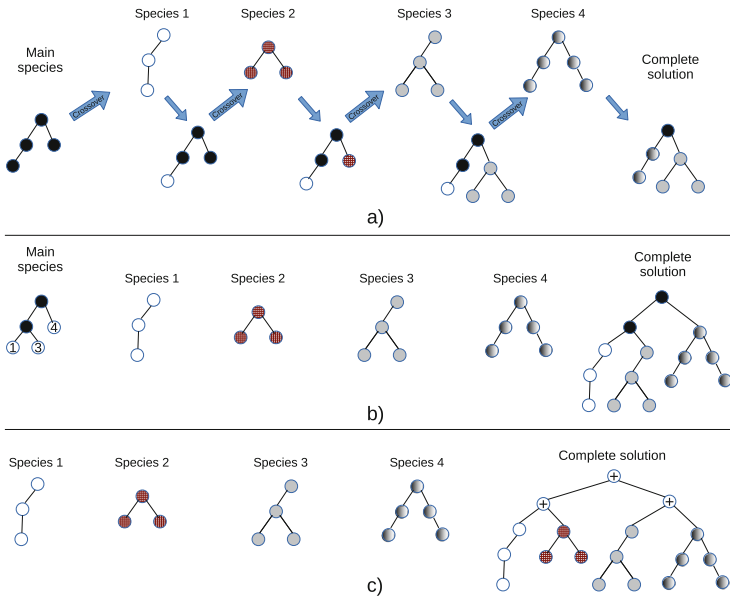 Species 1
Species 2
Species 3
Species 4
Main
species
Complete
solution
Crossover
Crossover
Crossover
Crossover
a)
Main
species
Species 1
Species 2
Species 3
Species 4
Complete
solution
4
1
3
b)
Species 1
Species 2
Species 3
Species 4
Complete solution
+
+
+
c)